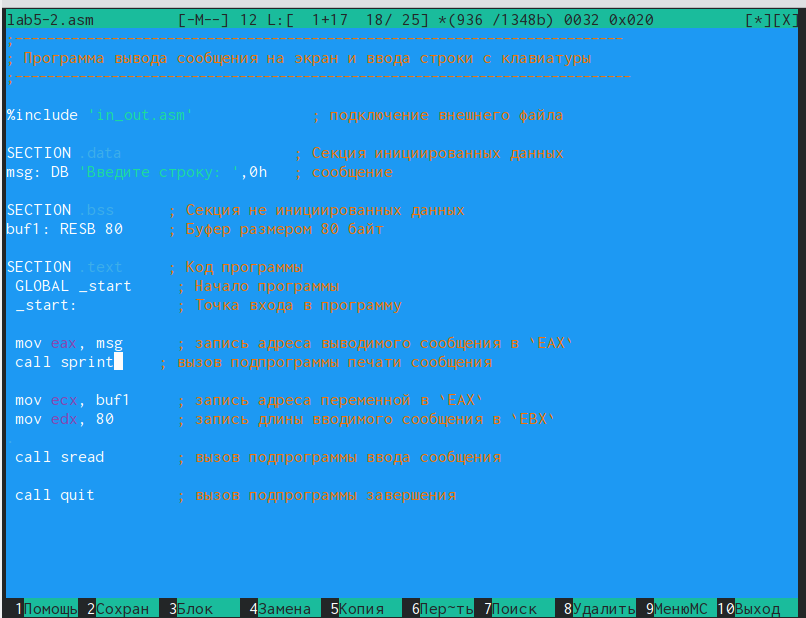 lab5-2.asm [-M--] 12 L:[ 1+17 18/ 25] *(936 /1348b) 0032 0x020 [*][X]
;--------------------------------------------------------------------
; Программа вывода сообщения на экран и ввода строки с клавиатуры
;---------------------------------------------------------------------
%include 'in_out.asm' ; подключение внешнего файла
SECTION .data ; Секция инициированных данных
msg: DB 'Введите строку: ',0h ; сообщение
SECTION .bss ; Секция не инициированных данных
buf1: RESB 80 ; Буфер размером 80 байт
SECTION .text ; Код программы
GLOBAL _start ; Начало программы
_start: ; Точка входа в программу
mov eax, msg ; запись адреса выводимого сообщения в `EAX`
call sprint ; вызов подпрограммы печати сообщения
mov ecx, buf1 ; запись адреса переменной в `EAX`
mov edx, 80 ; запись длины вводимого сообщения в `EBX`
call sread ; вызов подпрограммы ввода сообщения
call quit ; вызов подпрограммы завершения
1Помощь 2Сохран 3Блок 4Замена 5Копия 6Пер~ть 7Поиск 8Удалить 9МенюMC 10Выход